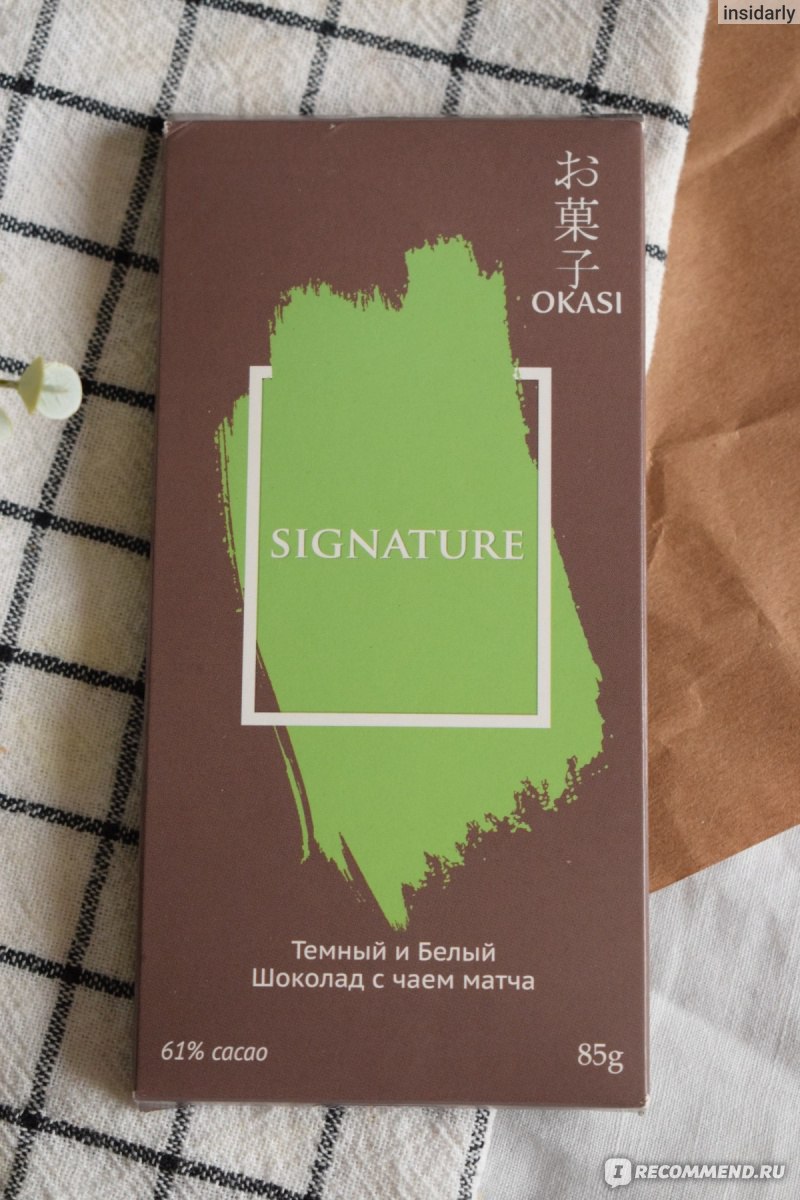 insidarly
お菓子
OKASI
SIGNATURE
Темный и Белый
Шоколад с чаем матча
61% cacao
85g
I RECOMMEND.RU